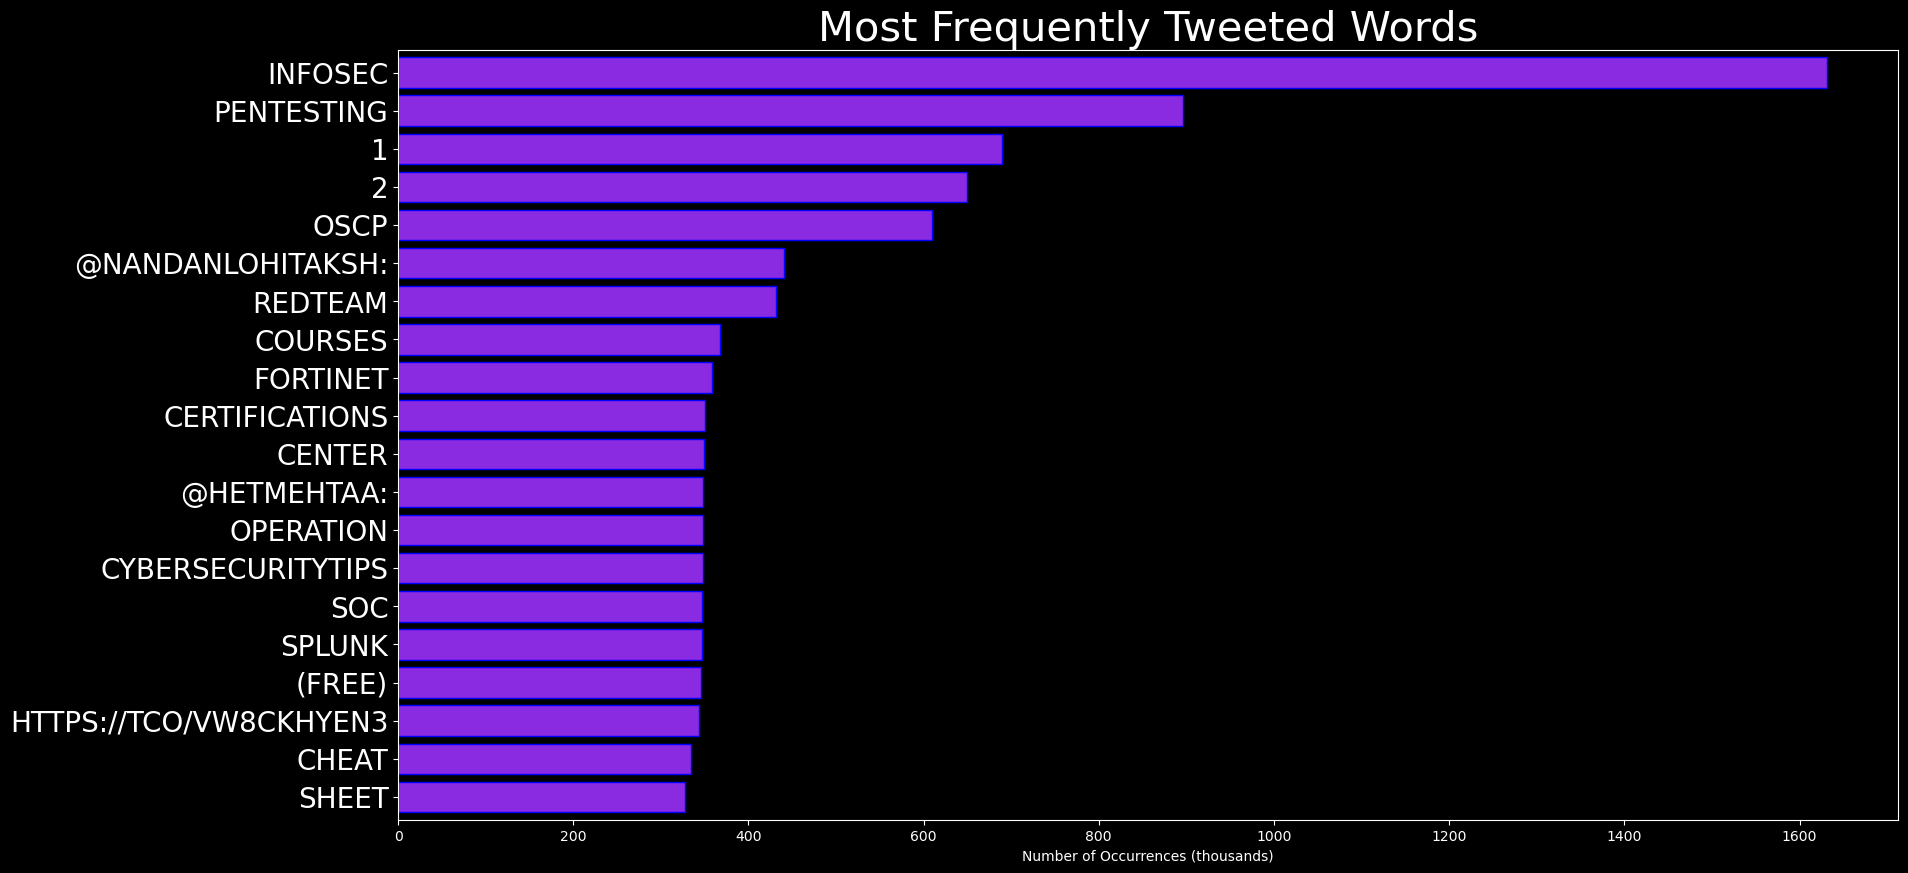 Most Frequently Tweeted Words
INFOSEC
PENTESTING
1
2
OSCP
@NANDANLOHITAKSH:
REDTEAM
COURSES
FORTINET
CERTIFICATIONS
CENTER
@HETMEHTAA:
OPERATION
CYBERSECURITYTIPS
SOC
SPLUNK
(FREE)
HTTPS://TCO/VW8CKHYEN3
CHEAT
SHEET
0 200 400 600 800 1000 1200 1400 1600
Number of Occurrences (thousands)